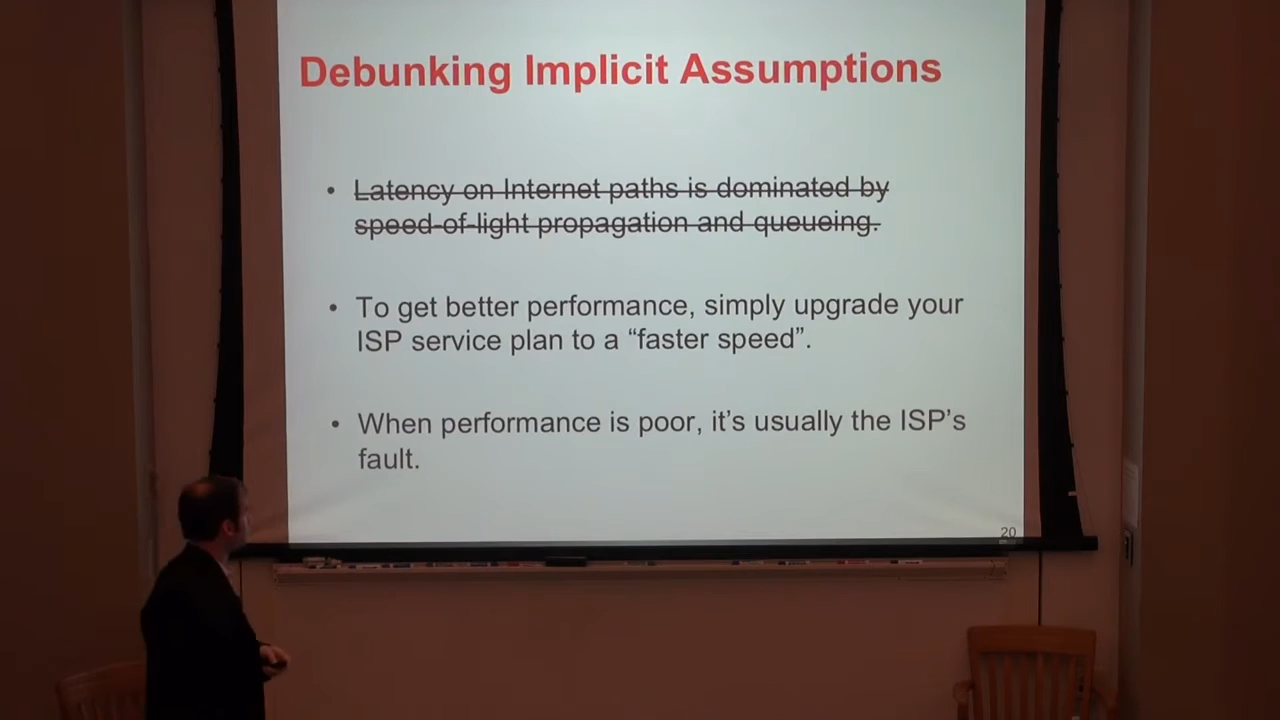 Debunking Implicit Assumptions
• Latency on Internet paths is dominated by
speed-of-light propagation and queueing.
• To get better performance, simply upgrade your
ISP service plan to a “faster speed”.
• When performance is poor, it’s usually the ISP’s
fault.
20